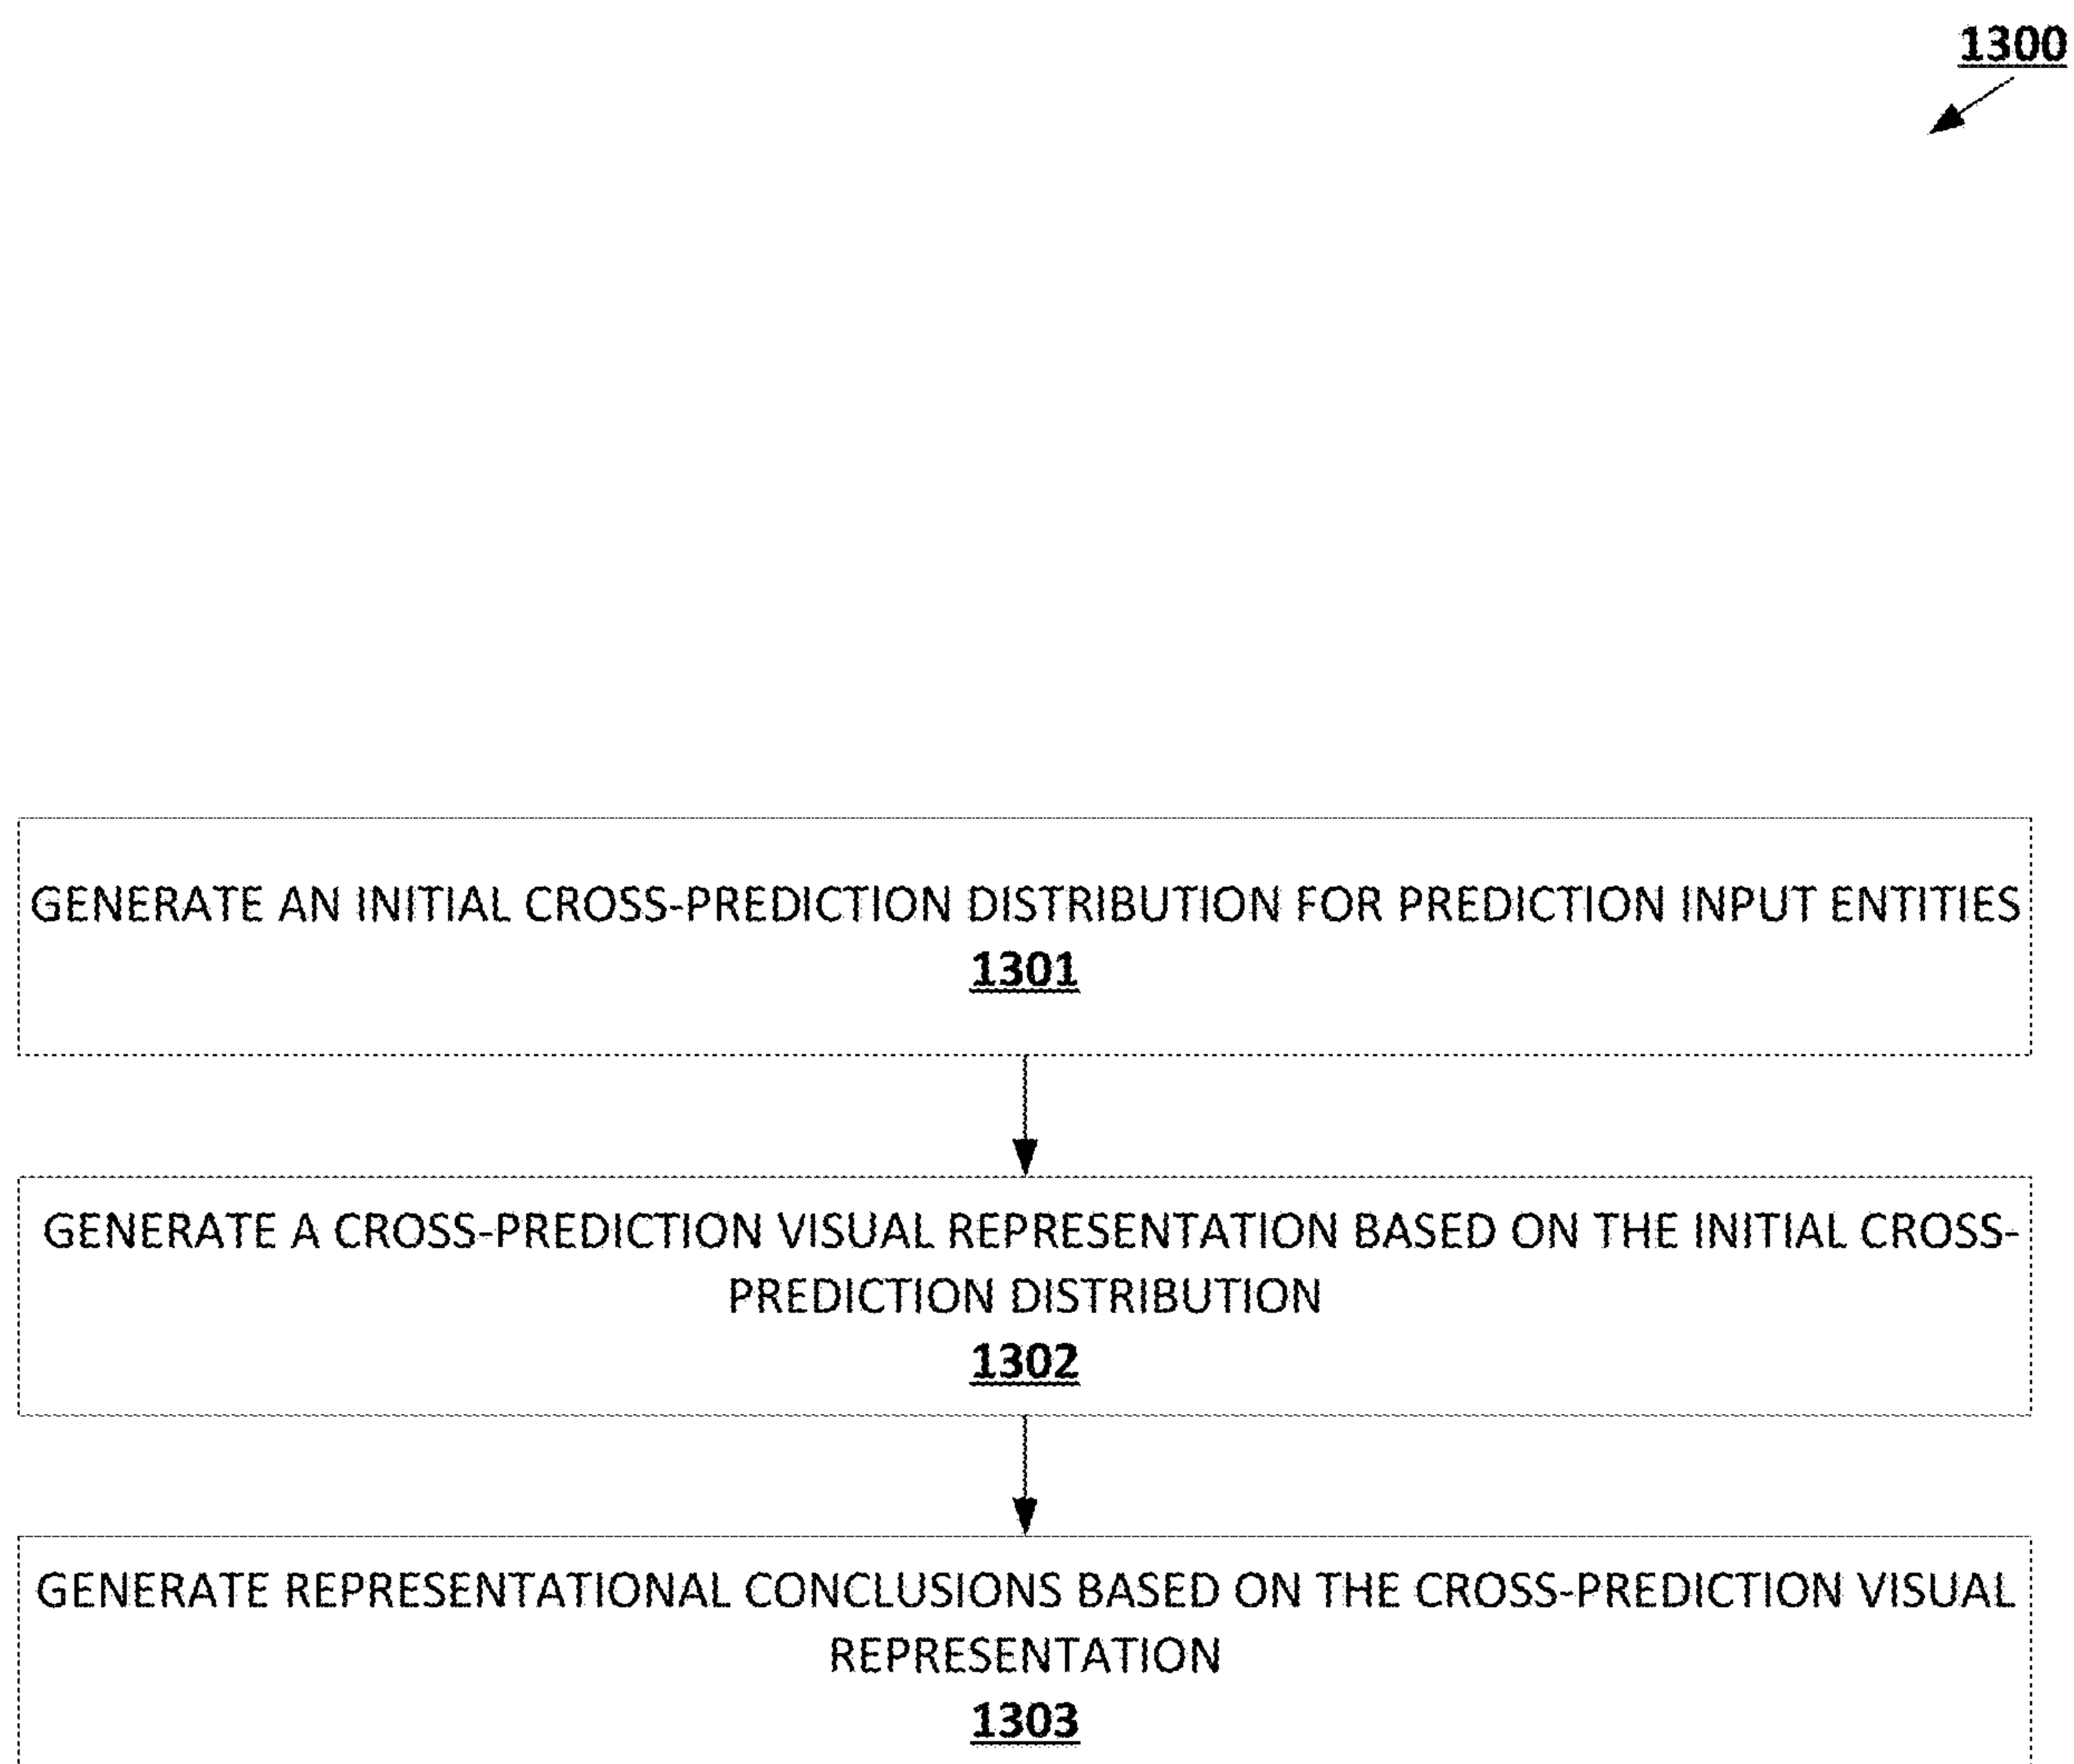 1300
GENERATE AN INITIAL CROSS-PREDICTION DISTRIBUTION FOR PREDICTION INPUT ENTITIES
1301
GENERATE A CROSS-PREDICTION VISUAL REPRESENTATION BASED ON THE INITIAL CROSS-
PREDICTION DISTRIBUTION
1302
GENERATE REPRESENTATIONAL CONCLUSIONS BASED ON THE CROSS-PREDICTION VISUAL
REPRESENTATION
1303